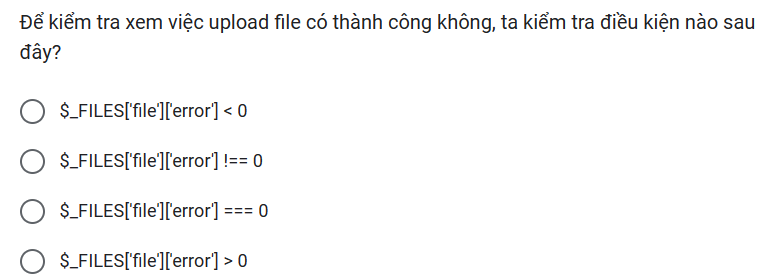 Để kiểm tra xem việc upload file có thành công không, ta kiểm tra điều kiện nào sau
đây?
$_FILES['file']['error'] < 0
$_FILES['file']['error'] !== 0
$_FILES['file']['error'] === 0
$_FILES['file']['error'] > 0